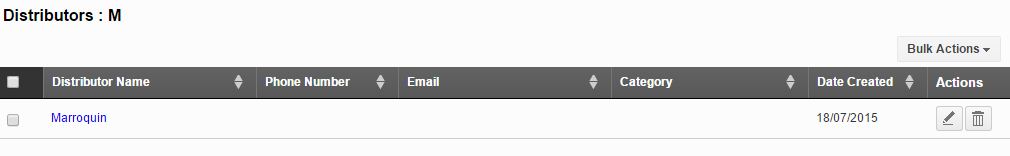 Distributors : M
Bulk Actions
Distributor Name Phone Number Email Category Date Created Actions
Marroquin 18/07/2015